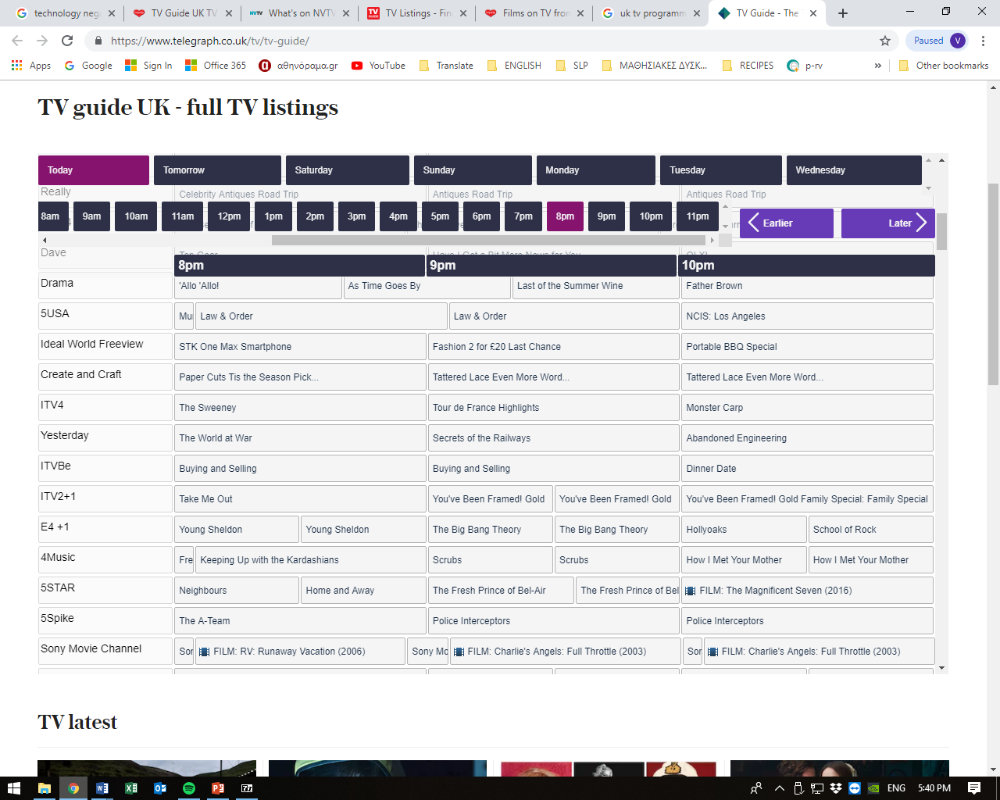 technology nega
TV Guide UK TV
What's on NVTV
TV Listings - Fin
Films on TV from
uk tv programm
TV Guide - The
https://www.telegraph.co.uk/tv/tv-guide/
Paused V
Apps Google Sign In Office 365 αθηνόραμα.gr YouTube Translate ENGLISH SLP ΜΑΘΗΣΙΑΚΕΣ ΔΥΣΚ... RECIPES p-rv » Other bookmarks
TV guide UK - full TV listings
Today Tomorrow Saturday Sunday Monday Tuesday Wednesday
Really Celebrity Antiques Road Trip Antiques Road Trip Antiques Road Trip
8am 9am 10am 11am 12pm 1pm 2pm 3pm 4pm 5pm 6pm 7pm 8pm 9pm 10pm 11pm Earlier Later
Dave Top Gear Have I Got a Bit More News for You QI XL
8pm 9pm 10pm
Drama 'Allo 'Allo! As Time Goes By Last of the Summer Wine Father Brown
5USA Mu Law & Order Law & Order NCIS: Los Angeles
Ideal World Freeview STK One Max Smartphone Fashion 2 for £20 Last Chance Portable BBQ Special
Create and Craft Paper Cuts Tis the Season Pick... Tattered Lace Even More Word... Tattered Lace Even More Word...
ITV4 The Sweeney Tour de France Highlights Monster Carp
Yesterday The World at War Secrets of the Railways Abandoned Engineering
ITVBe Buying and Selling Buying and Selling Dinner Date
ITV2+1 Take Me Out You've Been Framed! Gold You've Been Framed! Gold You've Been Framed! Gold Family Special: Family Special
E4 +1 Young Sheldon Young Sheldon The Big Bang Theory The Big Bang Theory Hollyoaks School of Rock
4Music Fre Keeping Up with the Kardashians Scrubs Scrubs How I Met Your Mother How I Met Your Mother
5STAR Neighbours Home and Away The Fresh Prince of Bel-Air The Fresh Prince of Bel FILM: The Magnificent Seven (2016)
5Spike The A-Team Police Interceptors Police Interceptors
Sony Movie Channel Son FILM: RV: Runaway Vacation (2006) Sony Mo FILM: Charlie's Angels: Full Throttle (2003) Son FILM: Charlie's Angels: Full Throttle (2003)
TV latest
ENG 5:40 PM